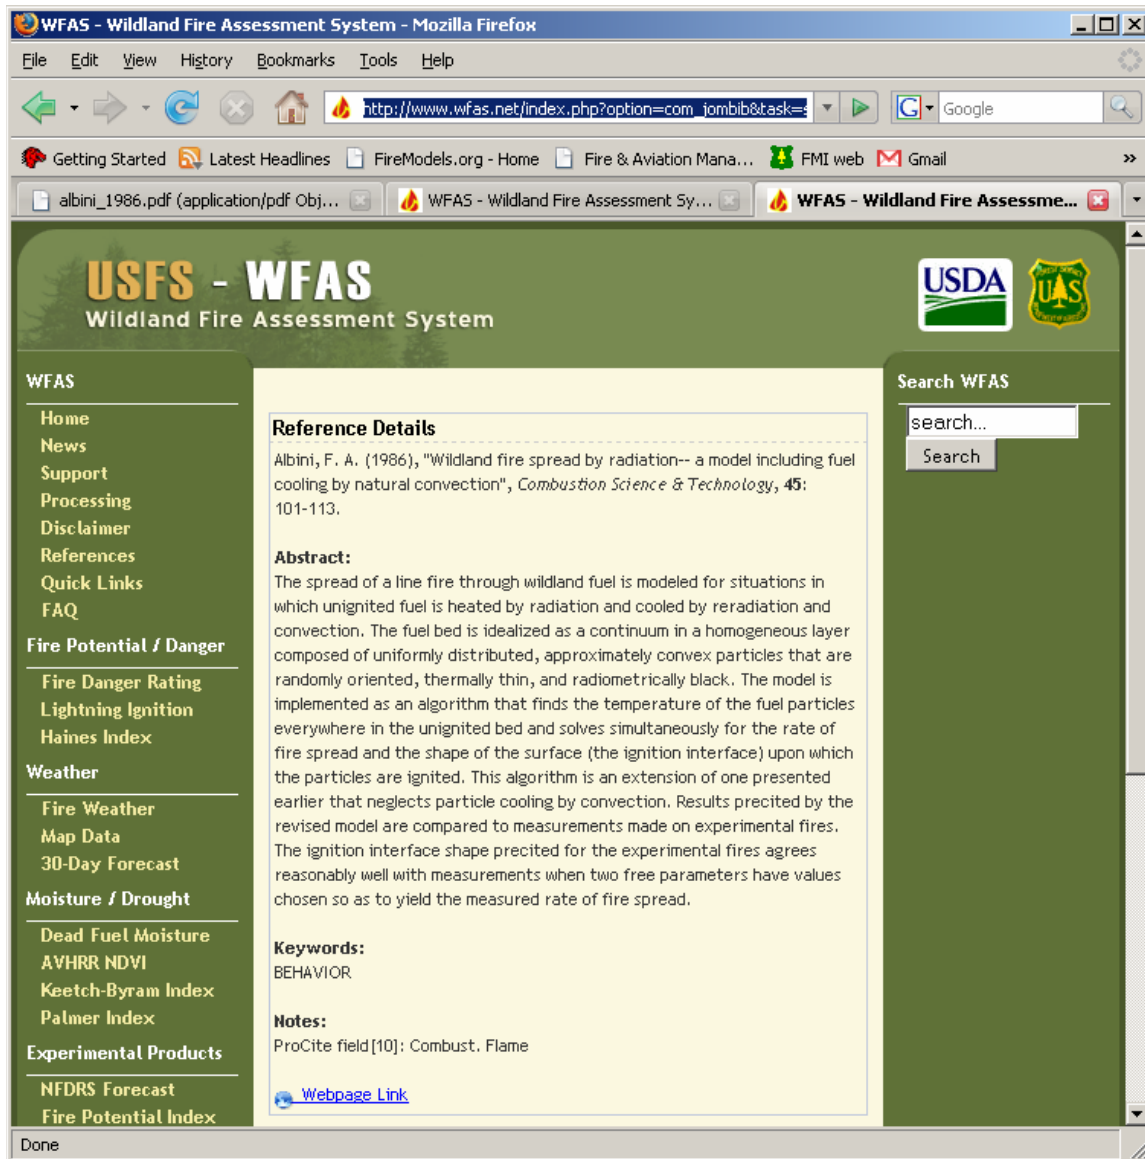 WFAS - Wildland Fire Assessment System - Mozilla Firefox
File Edit View History Bookmarks Tools Help
http://www.wfas.net/index.php?option=com_jombib&task=s
G Google
Getting Started Latest Headlines FireModels.org - Home Fire & Aviation Mana... FMI web Gmail »
albini_1986.pdf (application/pdf Obj... WFAS - Wildland Fire Assessment Sy... WFAS - Wildland Fire Assessme...
USFS - WFAS
Wildland Fire Assessment System
USDA
UAS
WFAS
Home
News
Support
Processing
Disclaimer
References
Quick Links
FAQ
Fire Potential / Danger
Fire Danger Rating
Lightning Ignition
Haines Index
Weather
Fire Weather
Map Data
30-Day Forecast
Moisture / Drought
Dead Fuel Moisture
AVHRR NDVI
Keetch-Byram Index
Palmer Index
Experimental Products
NFDRS Forecast
Fire Potential Index
Reference Details
Albini, F. A. (1986), "Wildland fire spread by radiation-- a model including fuel
cooling by natural convection", Combustion Science & Technology, 45:
101-113.
Abstract:
The spread of a line fire through wildland fuel is modeled for situations in
which unignited fuel is heated by radiation and cooled by reradiation and
convection. The fuel bed is idealized as a continuum in a homogeneous layer
composed of uniformly distributed, approximately convex particles that are
randomly oriented, thermally thin, and radiometrically black. The model is
implemented as an algorithm that finds the temperature of the fuel particles
everywhere in the unignited bed and solves simultaneously for the rate of
fire spread and the shape of the surface (the ignition interface) upon which
the particles are ignited. This algorithm is an extension of one presented
earlier that neglects particle cooling by convection. Results precited by the
revised model are compared to measurements made on experimental fires.
The ignition interface shape precited for the experimental fires agrees
reasonably well with measurements when two free parameters have values
chosen so as to yield the measured rate of fire spread.
Keywords:
BEHAVIOR
Notes:
ProCite field[10]: Combust. Flame
Webpage Link
Search WFAS
search...
Search
Done